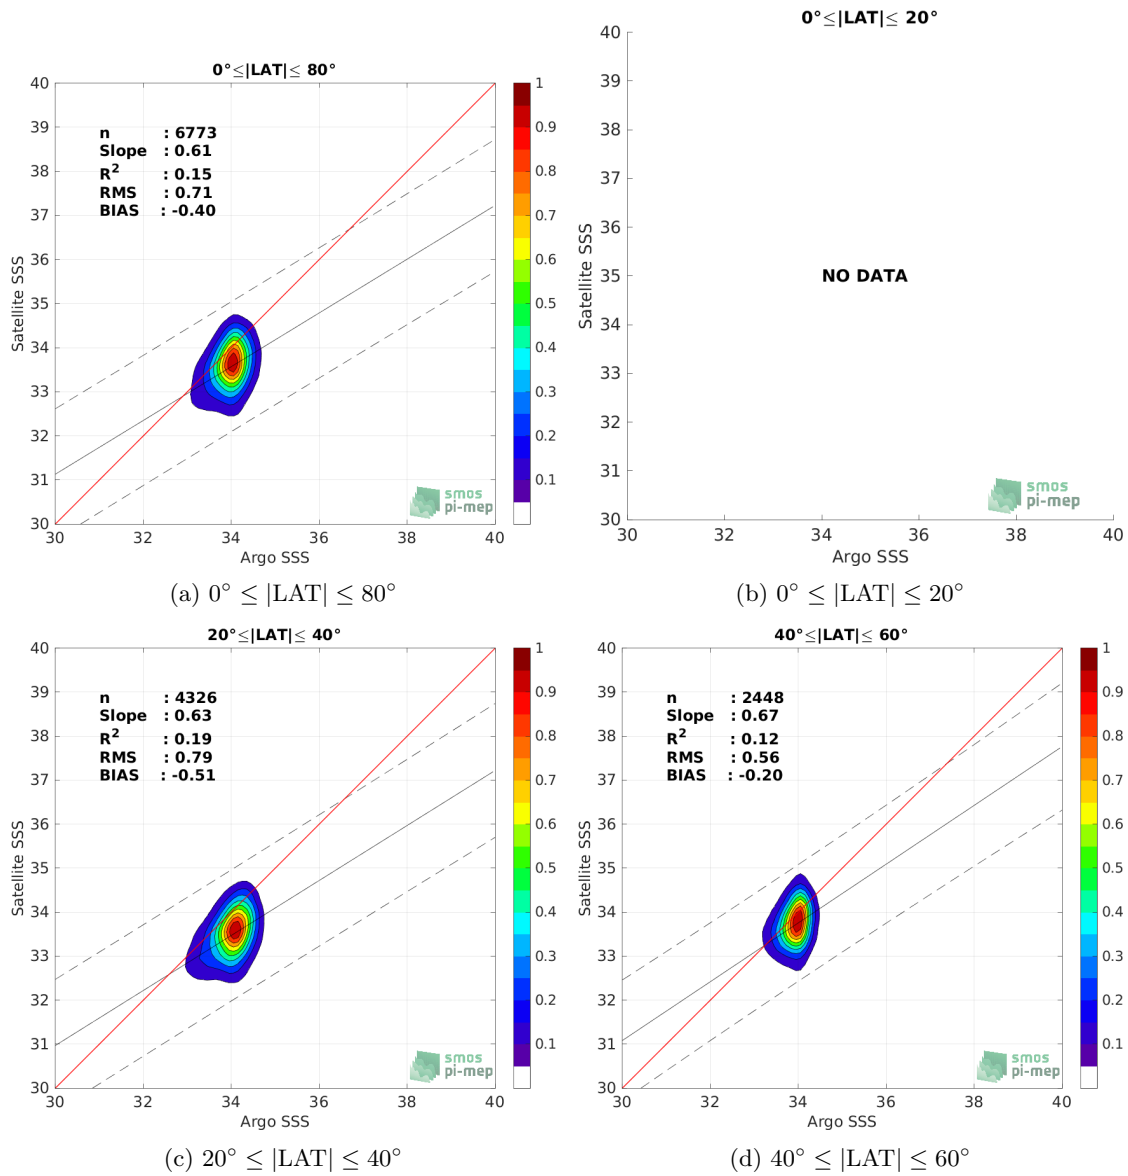 0°≤|LAT|≤ 80°
40
39
38
37
36
35
34
33
32
31
30
Satellite SSS
n : 6773
Slope : 0.61
R² : 0.15
RMS : 0.71
BIAS : -0.40
30 32 34 36 38 40
Argo SSS
1
0.9
0.8
0.7
0.6
0.5
0.4
0.3
0.2
0.1
smos
pi-mep
(a) 0° ≤ |LAT| ≤ 80°
0°≤|LAT|≤ 20°
40
39
38
37
36
35
34
33
32
31
30
Satellite SSS
NO DATA
30 32 34 36 38 40
Argo SSS
smos
pi-mep
(b) 0° ≤ |LAT| ≤ 20°
20°≤|LAT|≤ 40°
40
39
38
37
36
35
34
33
32
31
30
Satellite SSS
n : 4326
Slope : 0.63
R² : 0.19
RMS : 0.79
BIAS : -0.51
30 32 34 36 38 40
Argo SSS
1
0.9
0.8
0.7
0.6
0.5
0.4
0.3
0.2
0.1
smos
pi-mep
(c) 20° ≤ |LAT| ≤ 40°
40°≤|LAT|≤ 60°
40
39
38
37
36
35
34
33
32
31
30
Satellite SSS
n : 2448
Slope : 0.67
R² : 0.12
RMS : 0.56
BIAS : -0.20
30 32 34 36 38 40
Argo SSS
1
0.9
0.8
0.7
0.6
0.5
0.4
0.3
0.2
0.1
smos
pi-mep
(d) 40° ≤ |LAT| ≤ 60°